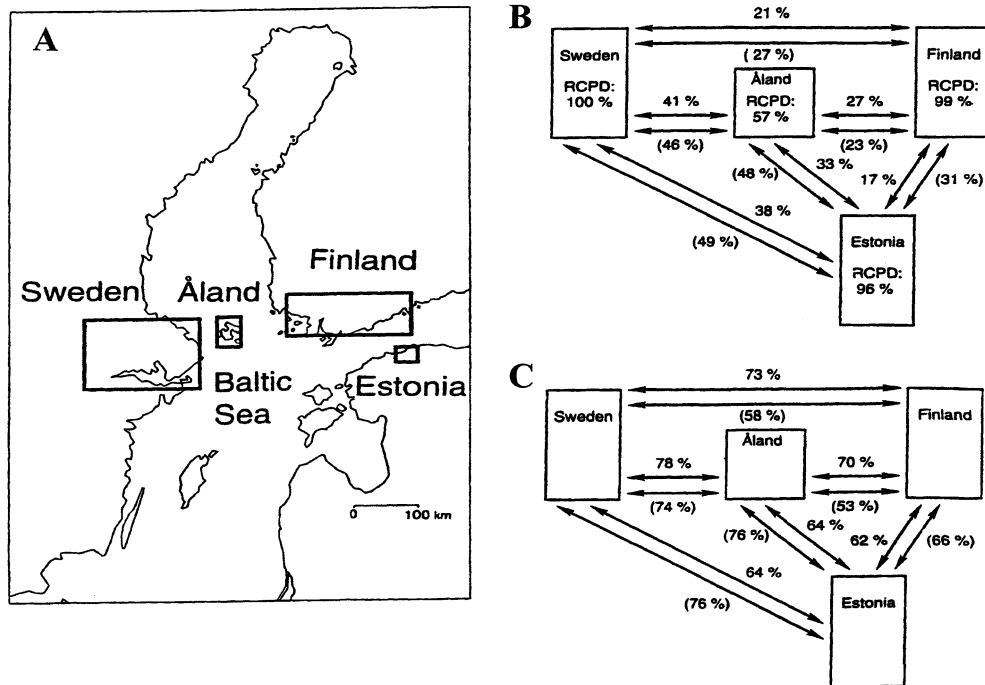 A
Sweden
Åland
Finland
Baltic
Sea
Estonia
0 100 km
B
21 %
(27%)
Sweden
RCPD:
100 %
Åland
RCPD:
57 %
Finland
RCPD:
99 %
41 %
(46 %)
27 %
(23 %)
(48 %)
33 %
17 %
(31 %)
38 %
(49 %)
Estonia
RCPD:
96 %
C
73 %
(58 %)
Sweden
Åland
Finland
78 %
(74 %)
70 %
(53 %)
(76 %)
64 %
62 %
(66 %)
64 %
(76 %)
Estonia